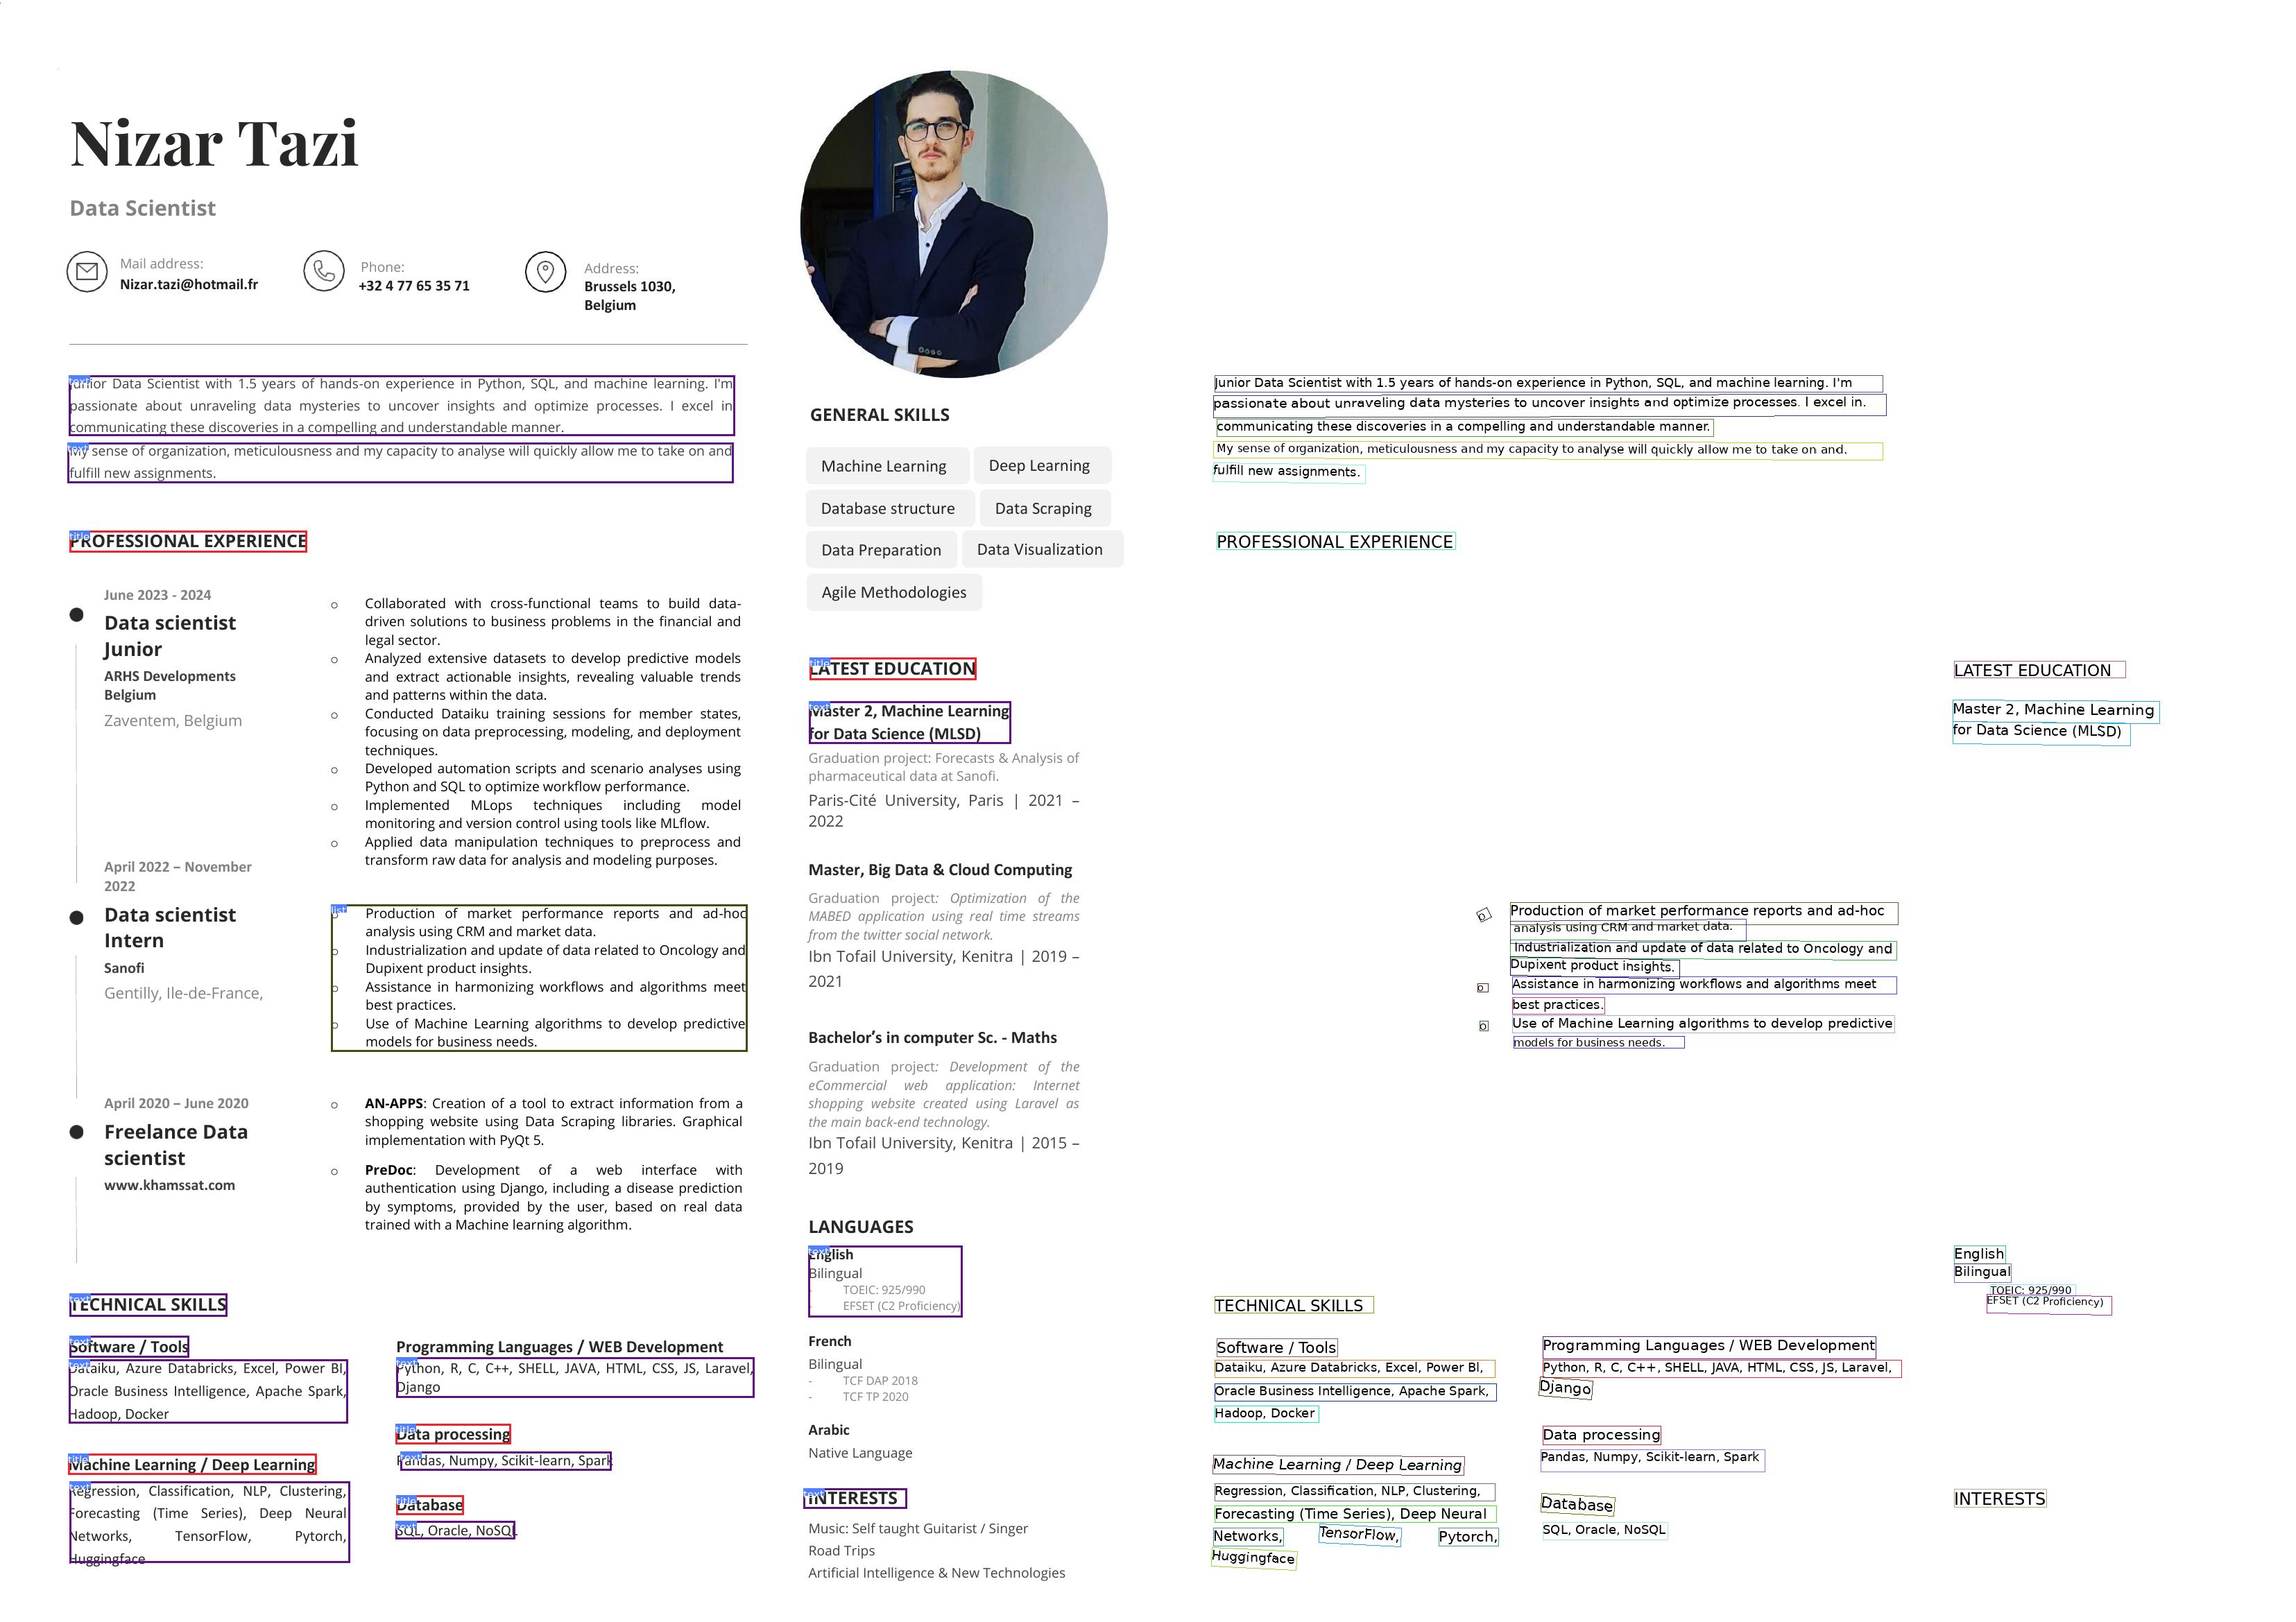 Nizar Tazi
Data Scientist
Mail address:
Nizar.tazi@hotmail.fr
Phone:
+32 4 77 65 35 71
Address:
Brussels 1030,
Belgium
text
Junior Data Scientist with 1.5 years of hands-on experience in Python, SQL, and machine learning. I'm
passionate about unraveling data mysteries to uncover insights and optimize processes. I excel in
communicating these discoveries in a compelling and understandable manner.
text
My sense of organization, meticulousness and my capacity to analyse will quickly allow me to take on and
fulfill new assignments.
title
PROFESSIONAL EXPERIENCE
June 2023 - 2024
Data scientist
Junior
ARHS Developments
Belgium
Zaventem, Belgium
o Collaborated with cross-functional teams to build data-
driven solutions to business problems in the financial and
legal sector.
o Analyzed extensive datasets to develop predictive models
and extract actionable insights, revealing valuable trends
and patterns within the data.
o Conducted Dataiku training sessions for member states,
focusing on data preprocessing, modeling, and deployment
techniques.
o Developed automation scripts and scenario analyses using
Python and SQL to optimize workflow performance.
o Implemented MLops techniques including model
monitoring and version control using tools like MLflow.
o Applied data manipulation techniques to preprocess and
transform raw data for analysis and modeling purposes.
April 2022 – November
2022
Data scientist
Intern
Sanofi
Gentilly, Ile-de-France,
list
o Production of market performance reports and ad-hoc
analysis using CRM and market data.
o Industrialization and update of data related to Oncology and
Dupixent product insights.
o Assistance in harmonizing workflows and algorithms meet
best practices.
o Use of Machine Learning algorithms to develop predictive
models for business needs.
April 2020 – June 2020
Freelance Data
scientist
www.khamssat.com
o AN-APPS: Creation of a tool to extract information from a
shopping website using Data Scraping libraries. Graphical
implementation with PyQt 5.
o PreDoc: Development of a web interface with
authentication using Django, including a disease prediction
by symptoms, provided by the user, based on real data
trained with a Machine learning algorithm.
text
TECHNICAL SKILLS
text
Software / Tools
text
Dataiku, Azure Databricks, Excel, Power BI,
Oracle Business Intelligence, Apache Spark,
Hadoop, Docker
title
Machine Learning / Deep Learning
text
Regression, Classification, NLP, Clustering,
Forecasting (Time Series), Deep Neural
Networks, TensorFlow, Pytorch,
Huggingface
Programming Languages / WEB Development
text
Python, R, C, C++, SHELL, JAVA, HTML, CSS, JS, Laravel,
Django
title
Data processing
text
Pandas, Numpy, Scikit-learn, Spark
title
Database
text
SQL, Oracle, NoSQL
GENERAL SKILLS
Machine Learning
Deep Learning
Database structure
Data Scraping
Data Preparation
Data Visualization
Agile Methodologies
title
LATEST EDUCATION
text
Master 2, Machine Learning
for Data Science (MLSD)
Graduation project: Forecasts & Analysis of
pharmaceutical data at Sanofi.
Paris-Cité University, Paris | 2021 –
2022
Master, Big Data & Cloud Computing
Graduation project: Optimization of the
MABED application using real time streams
from the twitter social network.
Ibn Tofail University, Kenitra | 2019 –
2021
Bachelor's in computer Sc. - Maths
Graduation project: Development of the
eCommercial web application: Internet
shopping website created using Laravel as
the main back-end technology.
Ibn Tofail University, Kenitra | 2015 –
2019
LANGUAGES
text
English
Bilingual
- TOEIC: 925/990
- EFSET (C2 Proficiency)
French
Bilingual
- TCF DAP 2018
- TCF TP 2020
Arabic
Native Language
text
INTERESTS
Music: Self taught Guitarist / Singer
Road Trips
Artificial Intelligence & New Technologies
Junior Data Scientist with 1.5 years of hands-on experience in Python, SQL, and machine learning. I'm
passionate about unraveling data mysteries to uncover insights and optimize processes. I excel in.
communicating these discoveries in a compelling and understandable manner.
My sense of organization, meticulousness and my capacity to analyse will quickly allow me to take on and.
fulfill new assignments.
PROFESSIONAL EXPERIENCE
LATEST EDUCATION
Master 2, Machine Learning
for Data Science (MLSD)
o Production of market performance reports and ad-hoc
analysis using CRM and market data.
Industrialization and update of data related to Oncology and
Dupixent product insights.
o Assistance in harmonizing workflows and algorithms meet
best practices.
o Use of Machine Learning algorithms to develop predictive
models for business needs.
English
Bilingual
TOEIC: 925/990
EFSET (C2 Proficiency)
TECHNICAL SKILLS
Software / Tools
Dataiku, Azure Databricks, Excel, Power Bl,
Oracle Business Intelligence, Apache Spark,
Hadoop, Docker
Machine Learning / Deep Learning
Regression, Classification, NLP, Clustering,
Forecasting (Time Series), Deep Neural
Networks, TensorFlow, Pytorch,
Huggingface
Programming Languages / WEB Development
Python, R, C, C++, SHELL, JAVA, HTML, CSS, JS, Laravel,
Django
Data processing
Pandas, Numpy, Scikit-learn, Spark
Database
SQL, Oracle, NoSQL
INTERESTS